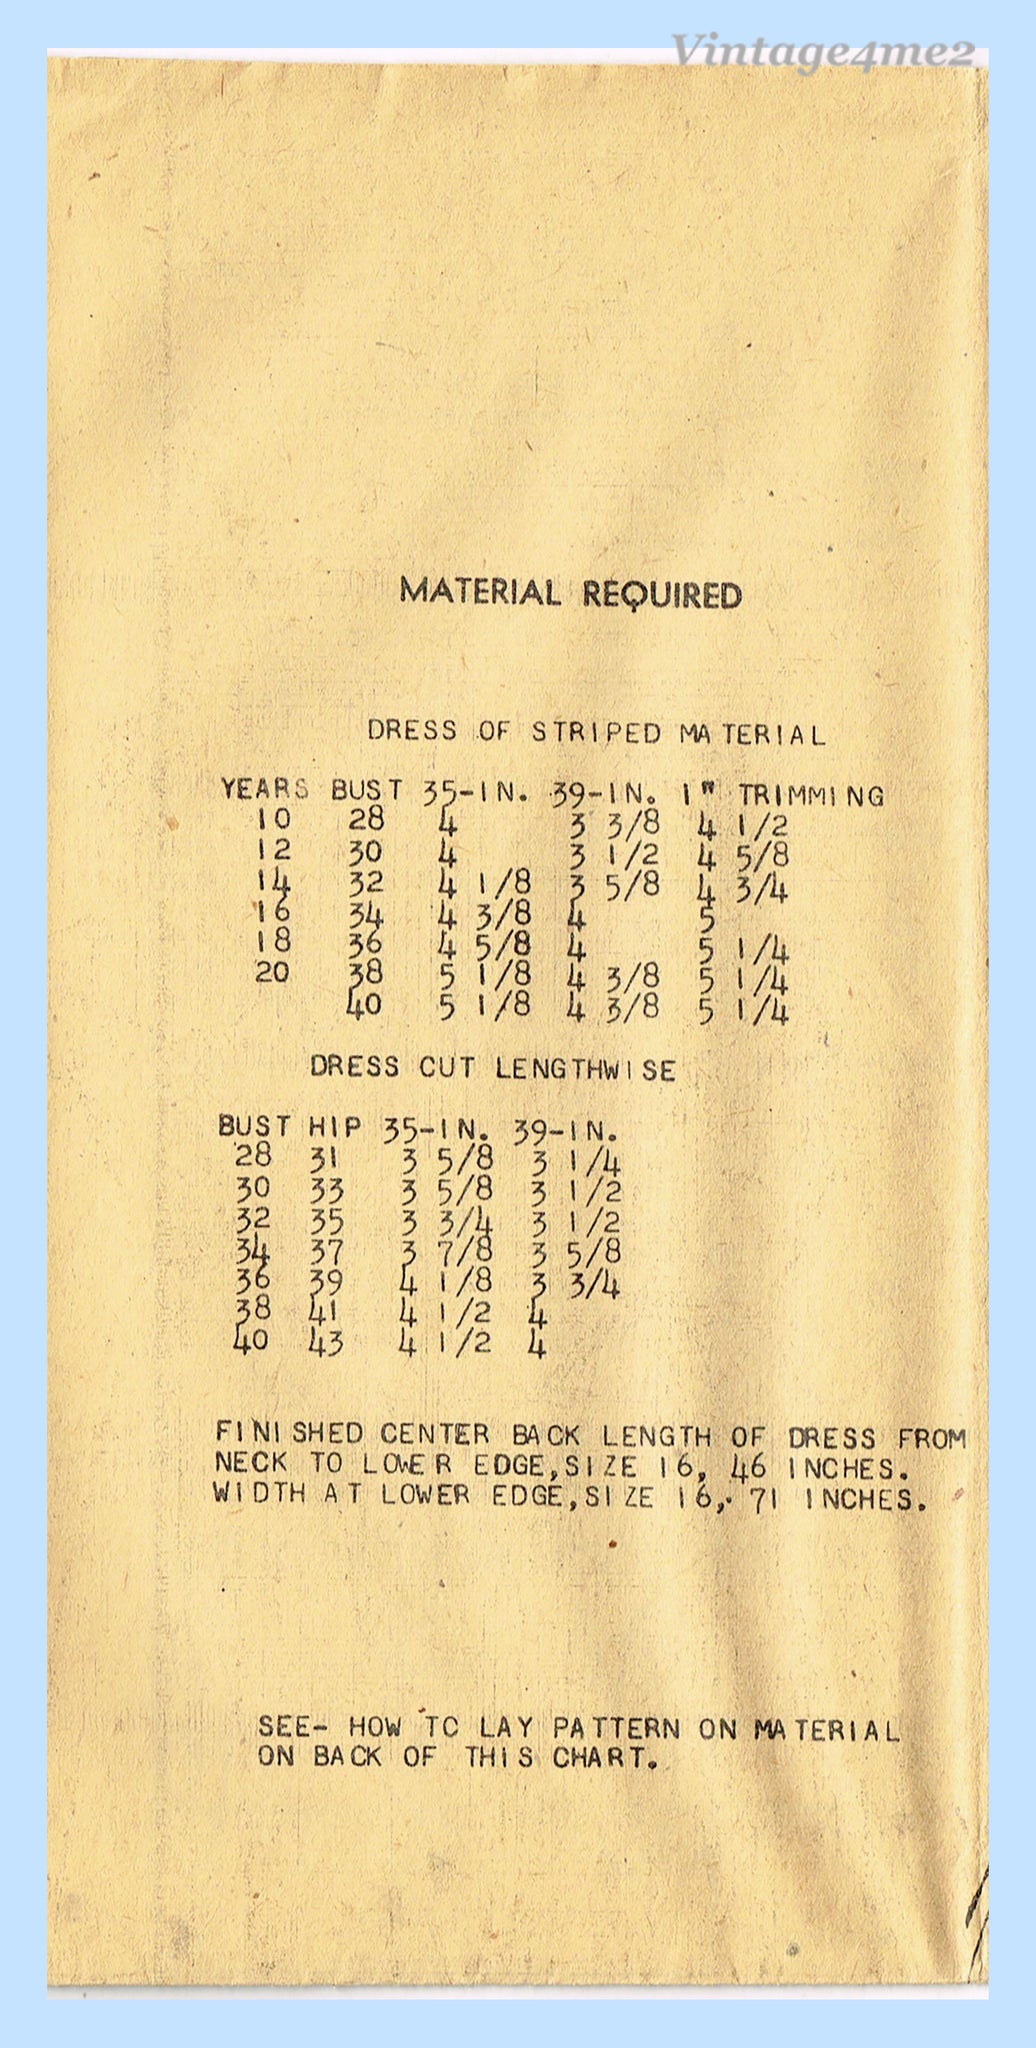 Vintage4me2
MATERIAL REQUIRED
DRESS OF STRIPED MATERIAL
YEARS BUST 35-IN. 39-IN. 1" TRIMMING
10 28 4 3 3/8 4 1/2
12 30 4 3 1/2 4 5/8
14 32 4 1/8 3 5/8 4 3/4
16 34 4 3/8 4 5
18 36 4 5/8 4 5 1/4
20 38 5 1/8 4 3/8 5 1/4
40 5 1/8 4 3/8 5 1/4
DRESS CUT LENGTHWISE
BUST HIP 35-IN. 39-IN.
28 31 3 5/8 3 1/4
30 33 3 5/8 3 1/2
32 35 3 3/4 3 1/2
34 37 3 7/8 3 5/8
36 39 4 1/8 3 3/4
38 41 4 1/2 4
40 43 4 1/2 4
FINISHED CENTER BACK LENGTH OF DRESS FROM
NECK TO LOWER EDGE, SIZE 16, 46 INCHES.
WIDTH AT LOWER EDGE, SIZE 16, 71 INCHES.
SEE- HOW TO LAY PATTERN ON MATERIAL
ON BACK OF THIS CHART.